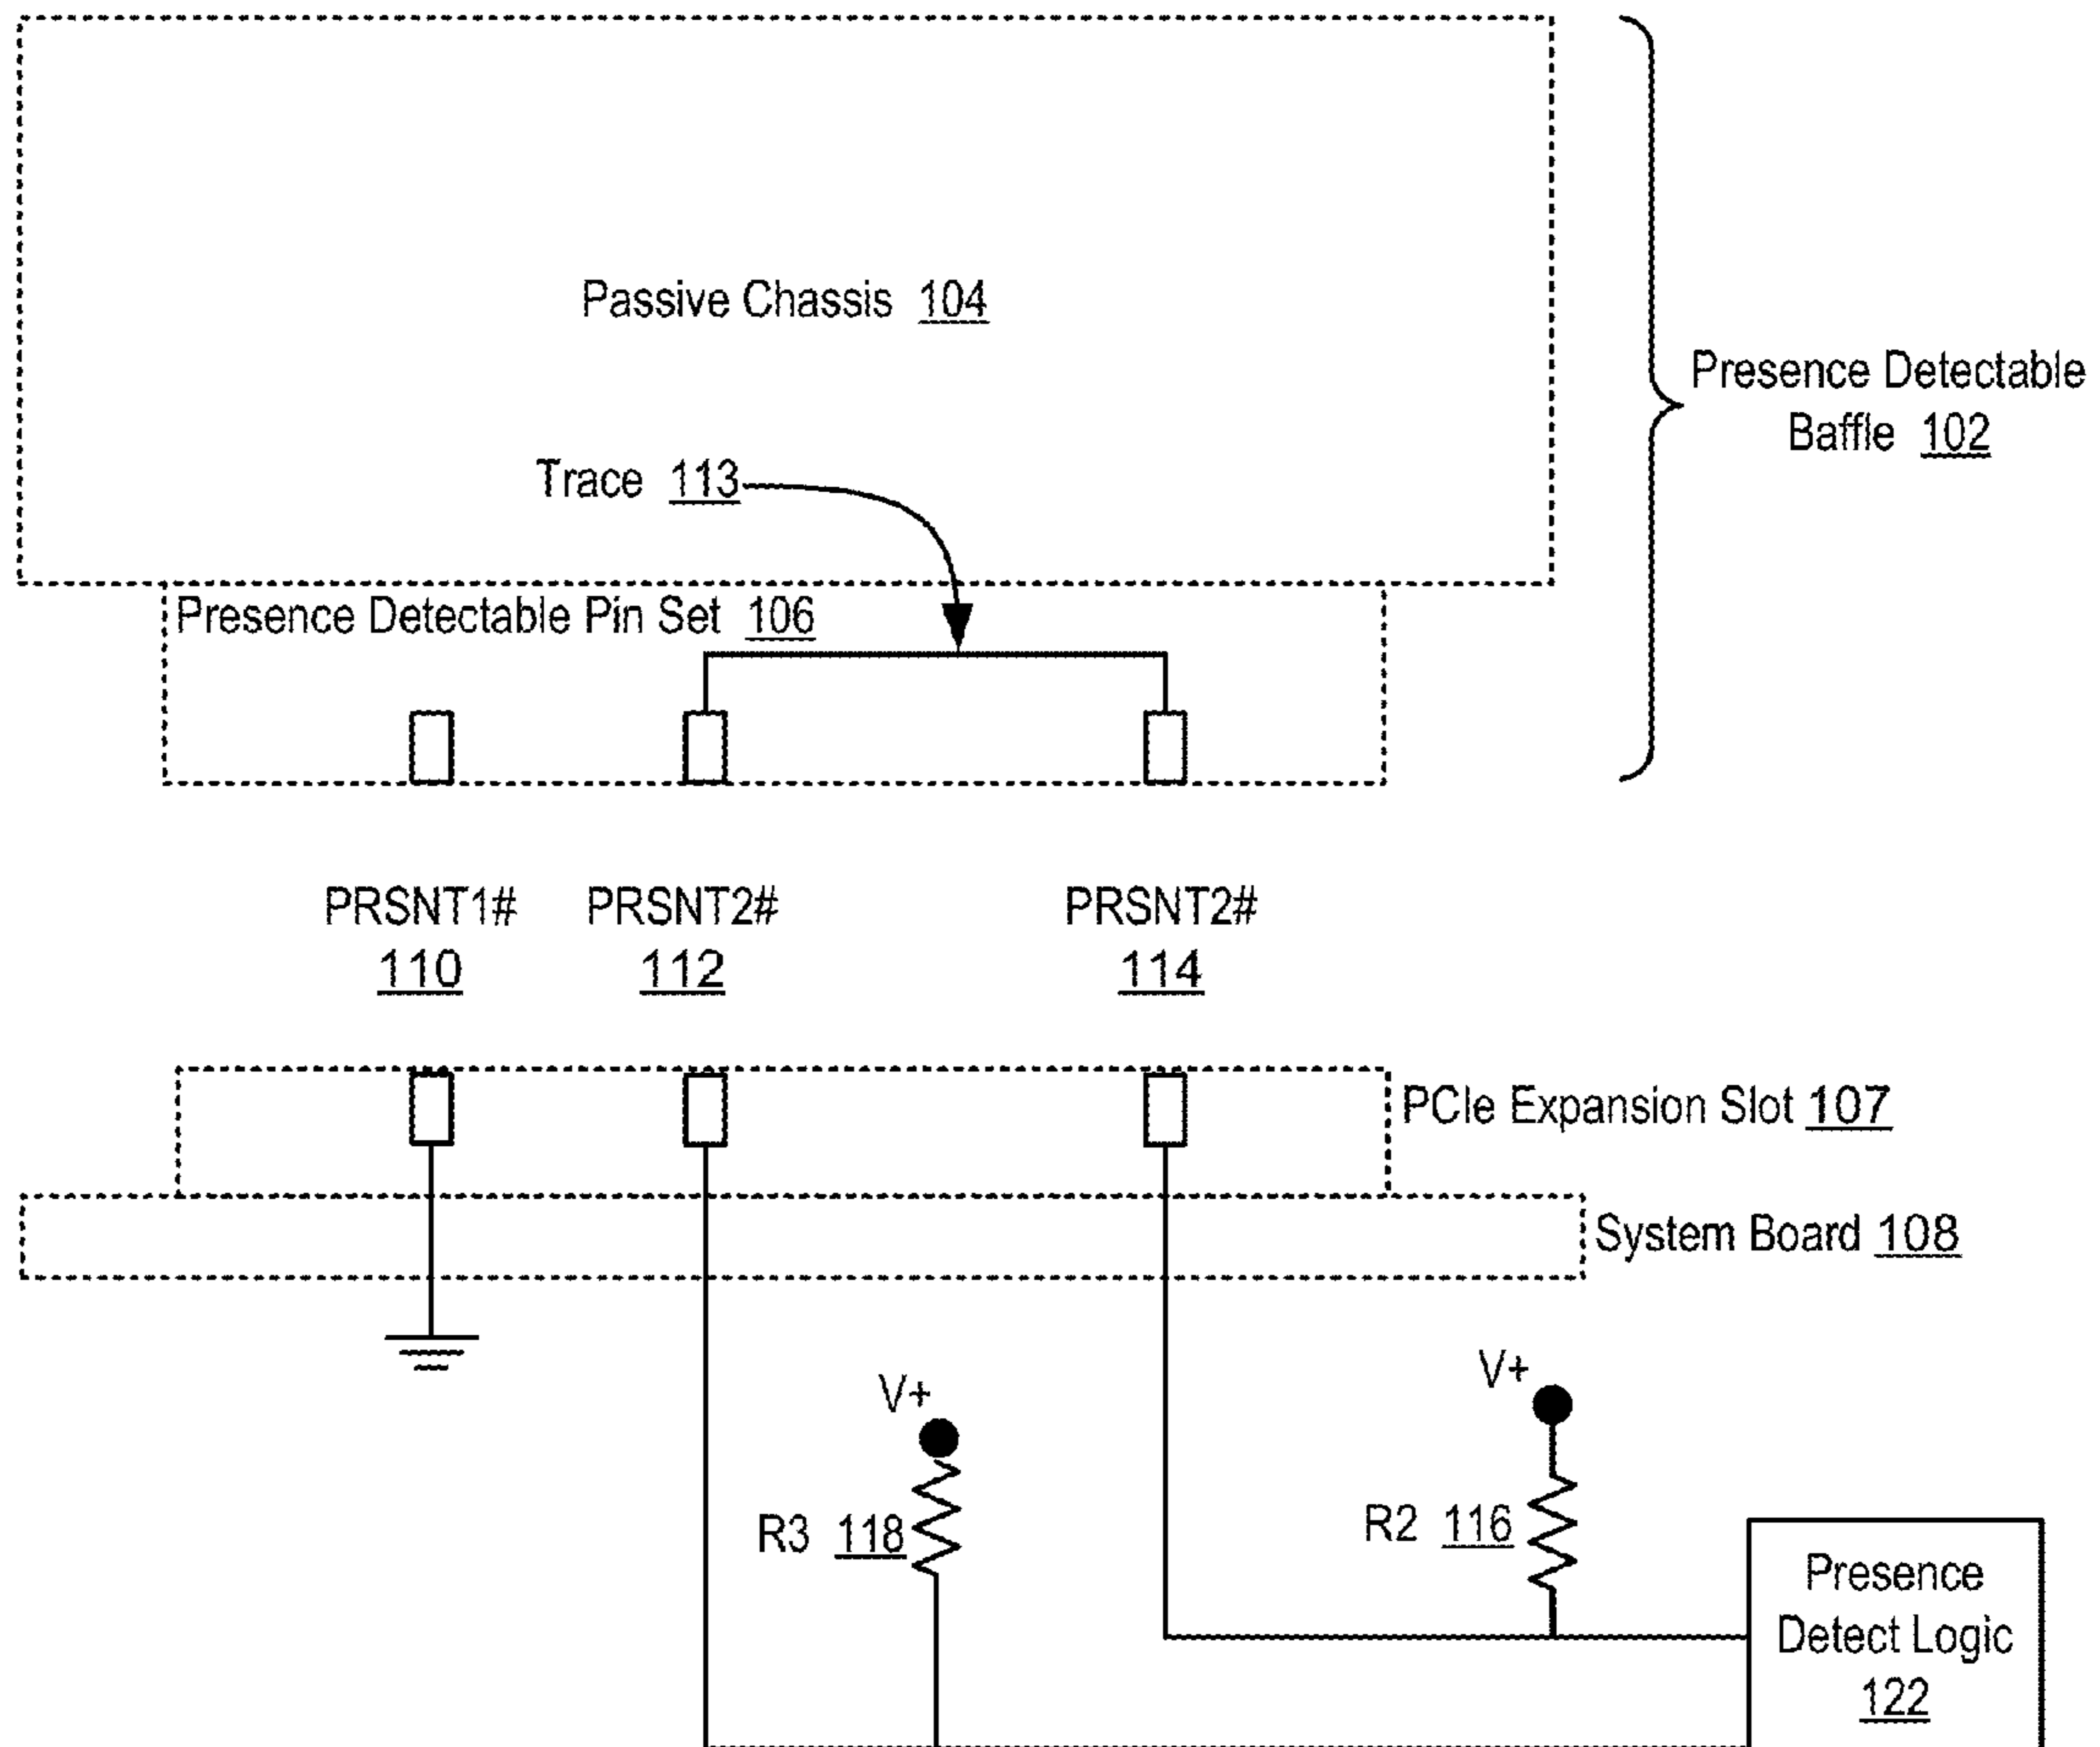 Passive Chassis 104
Presence Detectable
Baffle 102
Trace 113
Presence Detectable Pin Set 106
PRSNT1# PRSNT2# PRSNT2#
110 112 114
PCIe Expansion Slot 107
System Board 108
V+
V+
R3 118
R2 116
Presence
Detect Logic
122